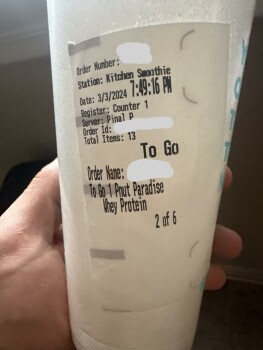 Order Number:
Station: Kitchen Smoothie
Date: 3/3/2024 7:49:16 PM
Register: Counter 1
Server: Pinal P
Order Id:
Total Items: 13
To Go
Order Name:
To Go 1 Pnut Paradise
Whey Protein
2 of 6